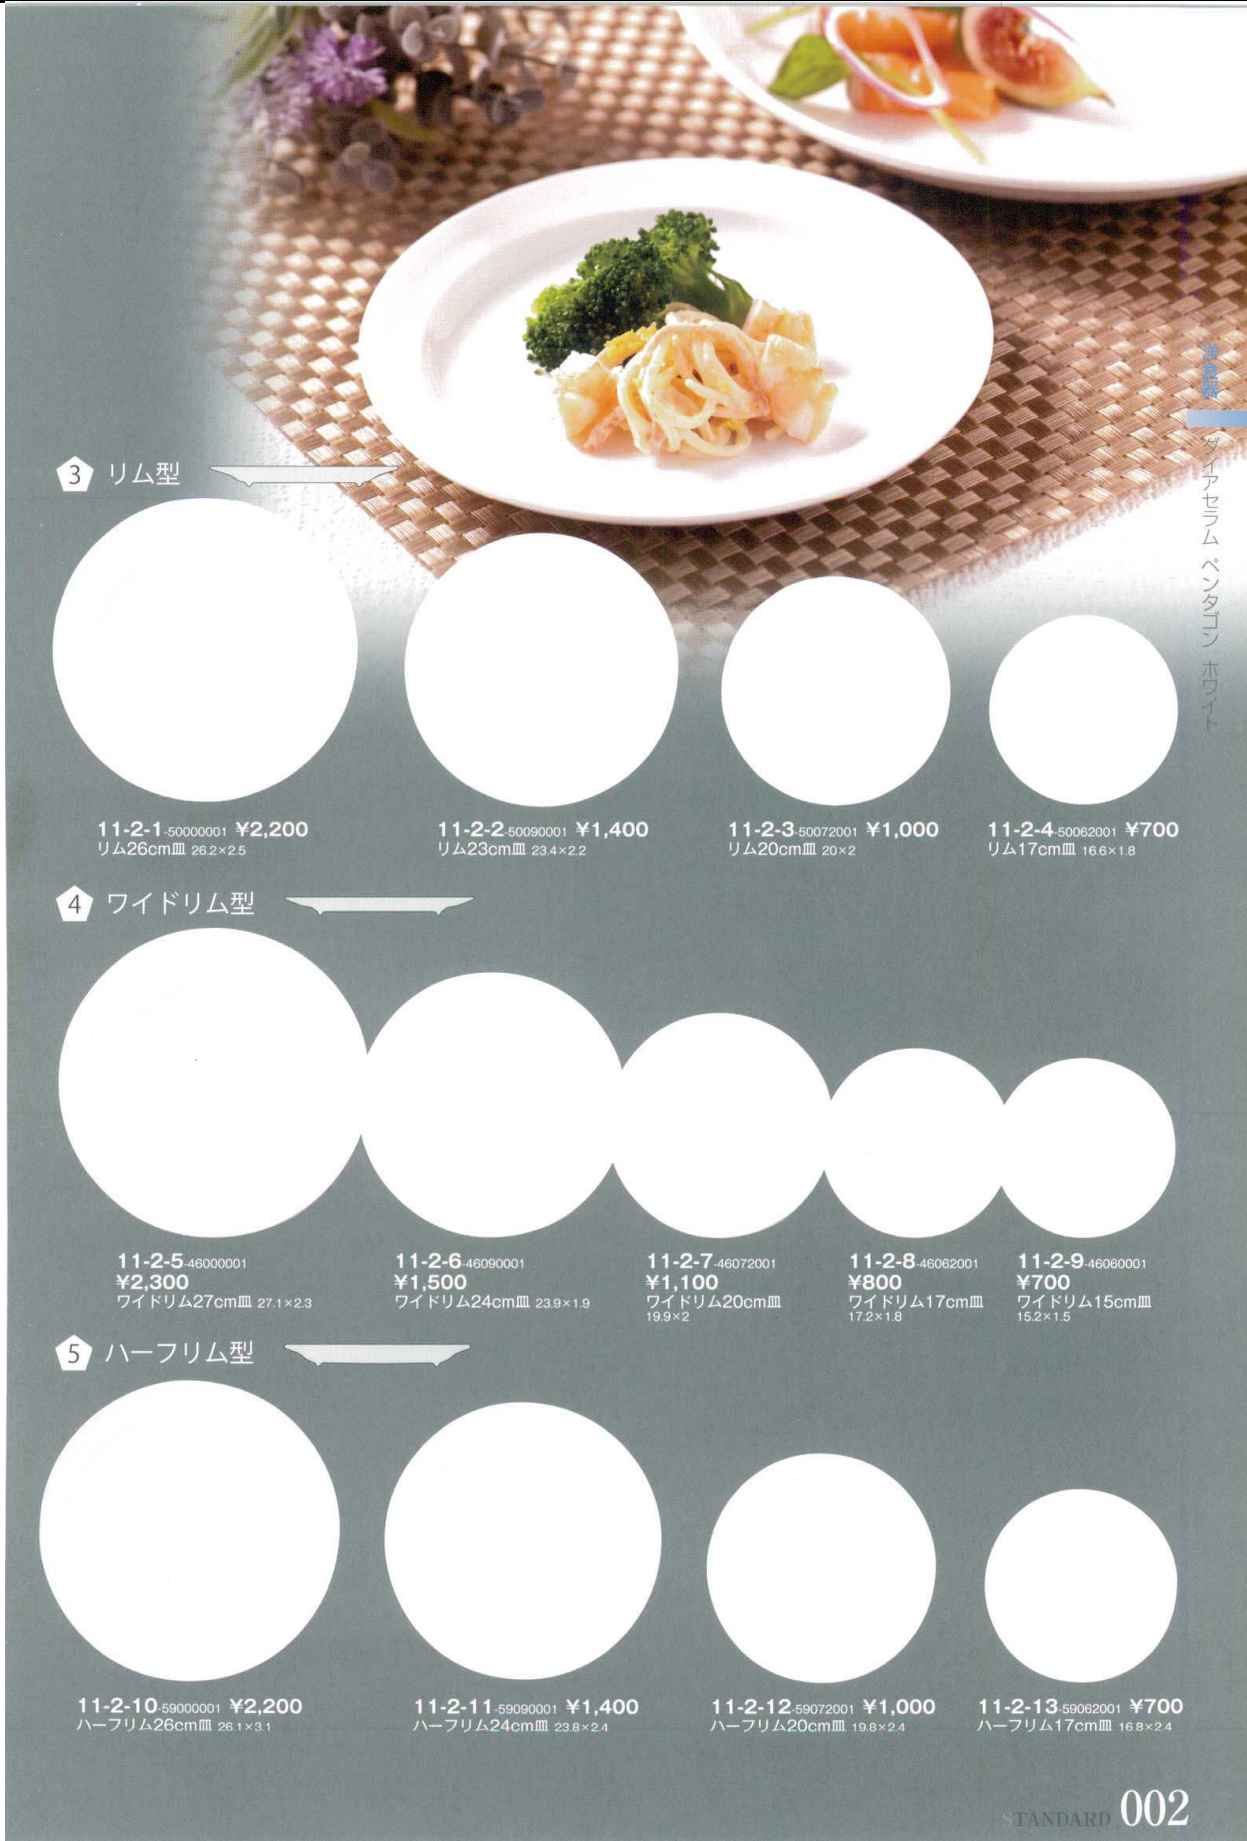 洋食器
ダイアセラム ペンタゴン ホワイト
3 リム型
11-2-1-50000001 ¥2,200
リム26cm皿 26.2×2.5
11-2-2-50090001 ¥1,400
リム23cm皿 23.4×2.2
11-2-3-50072001 ¥1,000
リム20cm皿 20×2
11-2-4-50062001 ¥700
リム17cm皿 16.6×1.8
4 ワイドリム型
11-2-5-46000001
¥2,300
ワイドリム27cm皿 27.1×2.3
11-2-6-46090001
¥1,500
ワイドリム24cm皿 23.9×1.9
11-2-7-46072001
¥1,100
ワイドリム20cm皿
19.9×2
11-2-8-46062001
¥800
ワイドリム17cm皿
17.2×1.8
11-2-9-46060001
¥700
ワイドリム15cm皿
15.2×1.5
5 ハーフリム型
11-2-10-59000001 ¥2,200
ハーフリム26cm皿 26.1×3.1
11-2-11-59090001 ¥1,400
ハーフリム24cm皿 23.8×2.4
11-2-12-59072001 ¥1,000
ハーフリム20cm皿 19.8×2.4
11-2-13-59062001 ¥700
ハーフリム17cm皿 16.8×2.4
STANDARD 002